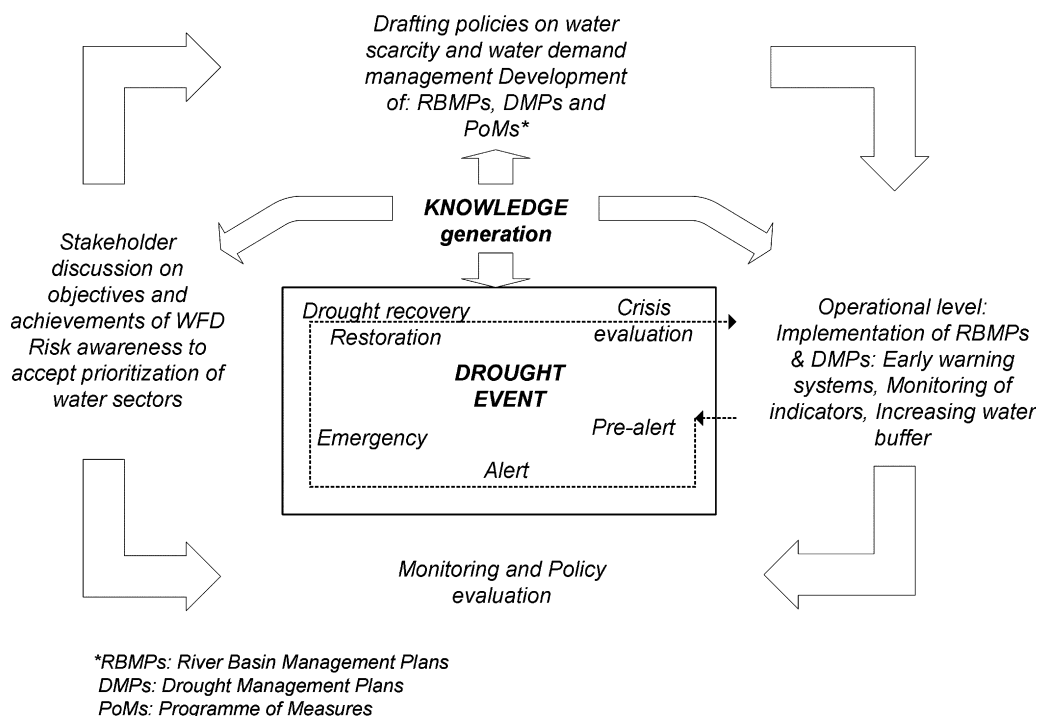 Drafting policies on water
scarcity and water demand
management Development
of: RBMPs, DMPs and
PoMs*
KNOWLEDGE
generation
Stakeholder
discussion on
objectives and
achievements of WFD
Risk awareness to
accept prioritization of
water sectors
Drought recovery
Restoration
Crisis
evaluation
DROUGHT
EVENT
Emergency
Pre-alert
Alert
Operational level:
Implementation of RBMPs
& DMPs: Early warning
systems, Monitoring of
indicators, Increasing water
buffer
Monitoring and Policy
evaluation
*RBMPs: River Basin Management Plans
DMPs: Drought Management Plans
PoMs: Programme of Measures